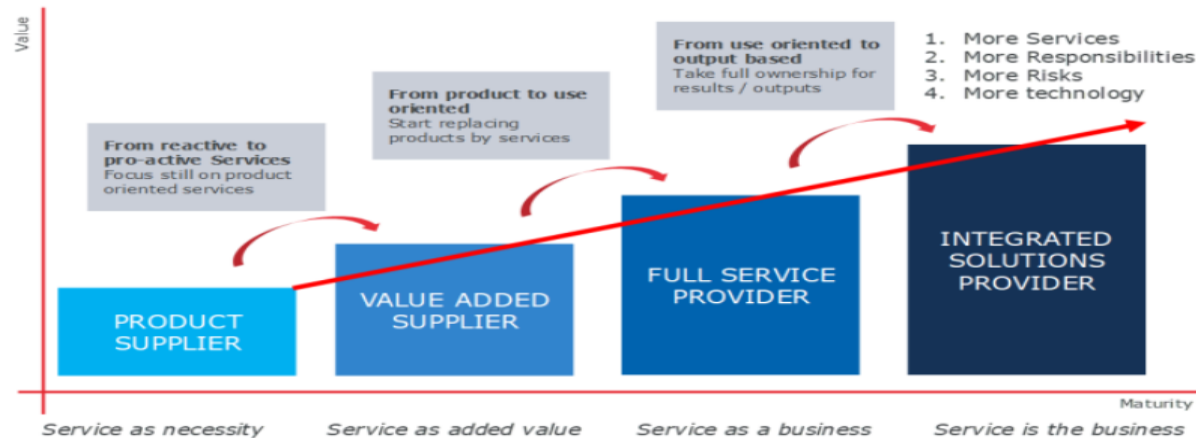 Value
From reactive to
pro-active Services
Focus still on product
oriented services
From product to use
oriented
Start replacing
products by services
From use oriented to
output based
Take full ownership for
results / outputs
1. More Services
2. More Responsibilities
3. More Risks
4. More technology
PRODUCT
SUPPLIER
VALUE ADDED
SUPPLIER
FULL SERVICE
PROVIDER
INTEGRATED
SOLUTIONS
PROVIDER
Maturity
Service as necessity
Service as added value
Service as a business
Service is the business